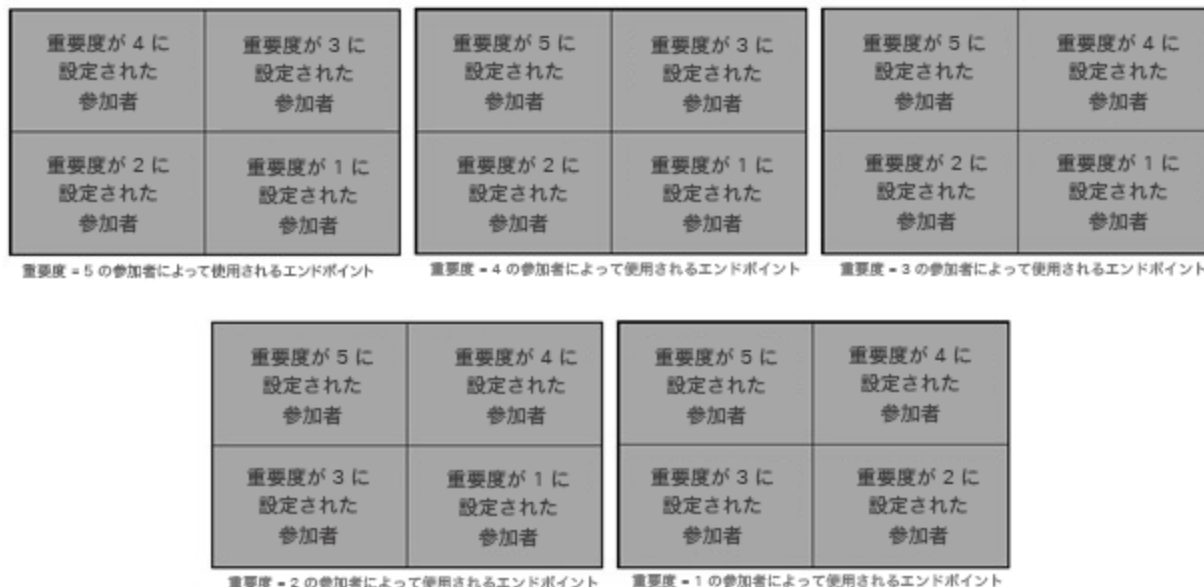 重要度が 4 に
設定された
参加者
重要度が 3 に
設定された
参加者
重要度が 2 に
設定された
参加者
重要度が 1 に
設定された
参加者
重要度 = 5 の参加者によって使用されるエンドポイント
重要度が 5 に
設定された
参加者
重要度が 3 に
設定された
参加者
重要度が 2 に
設定された
参加者
重要度が 1 に
設定された
参加者
重要度 = 4 の参加者によって使用されるエンドポイント
重要度が 5 に
設定された
参加者
重要度が 4 に
設定された
参加者
重要度が 2 に
設定された
参加者
重要度が 1 に
設定された
参加者
重要度 = 3 の参加者によって使用されるエンドポイント
重要度が 5 に
設定された
参加者
重要度が 4 に
設定された
参加者
重要度が 3 に
設定された
参加者
重要度が 1 に
設定された
参加者
重要度 = 2 の参加者によって使用されるエンドポイント
重要度が 5 に
設定された
参加者
重要度が 4 に
設定された
参加者
重要度が 3 に
設定された
参加者
重要度が 2 に
設定された
参加者
重要度 = 1 の参加者によって使用されるエンドポイント